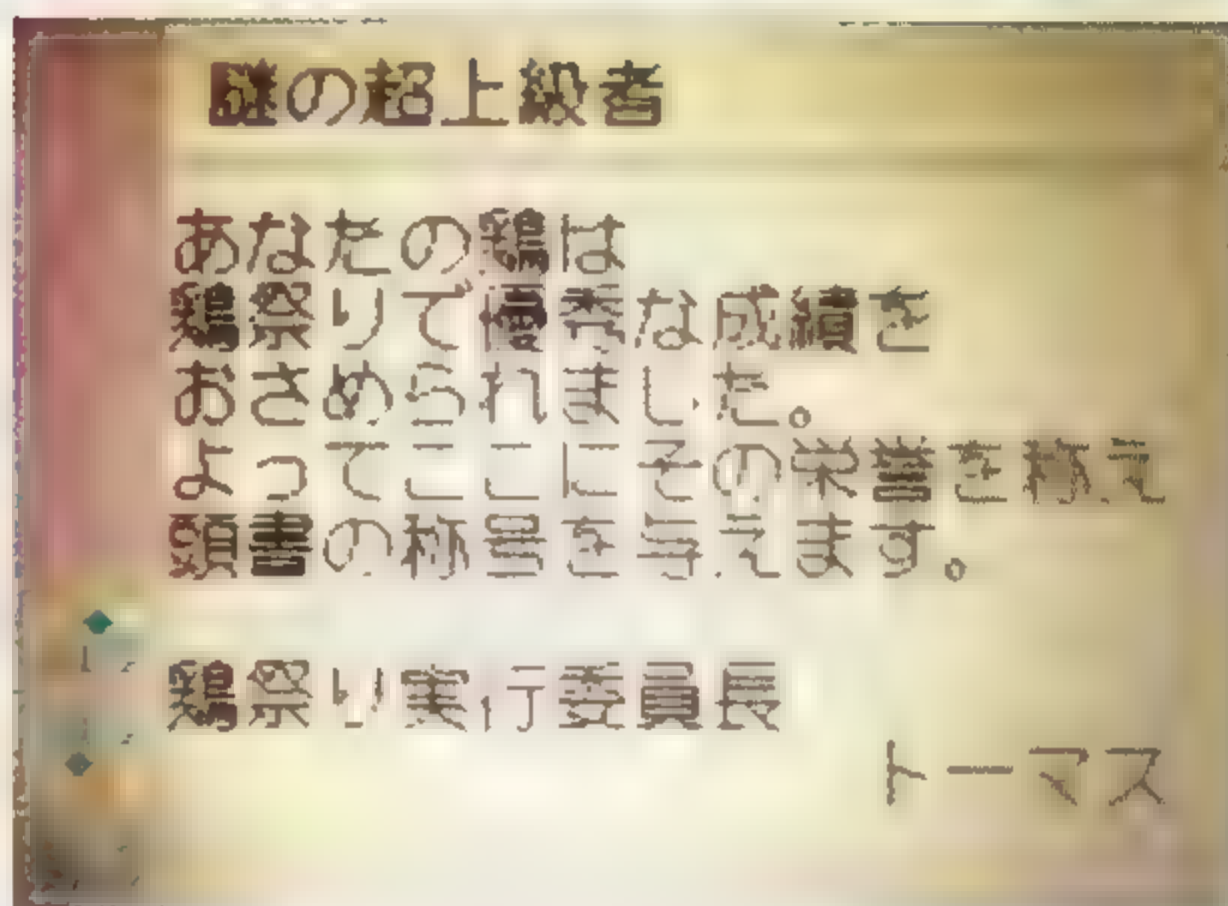 謎の超上級者
あなたの鶏は
鶏祭りで優秀な成績を
おさめられました。
よってここにその栄誉を称え
頭書の称号を与えます。
鶏祭り実行委員長
トーマス